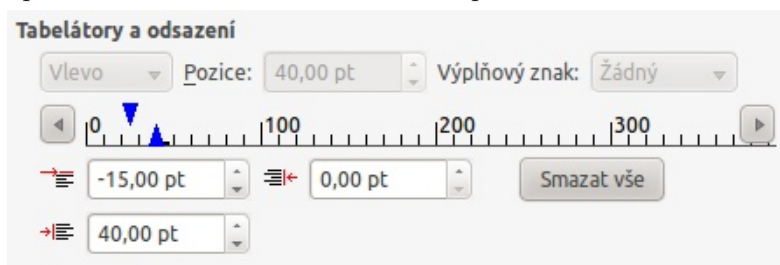 Tabelátory a odsazení
Vlevo Pozice: 40,00 pt Výplňový znak: Žádný
0 100 200 300
-15,00 pt 0,00 pt Smazat vše
40,00 pt